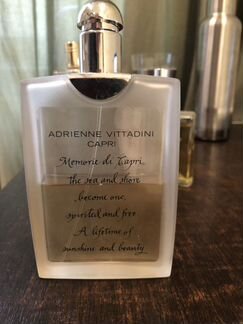 ADRIENNE VITTADINI
CAPRI
Memorie di Capri
the sea and shore
become one,
spirited and free
A lifetime of
sunshine and beauty